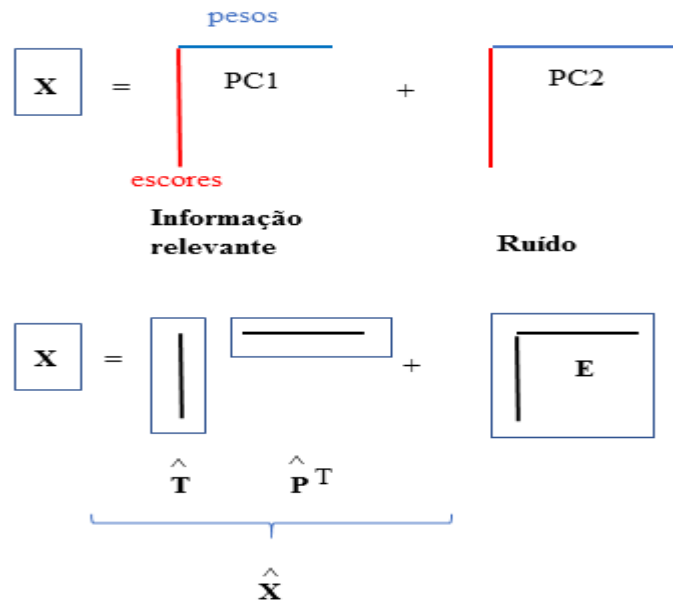 pesos
X = PC1 + PC2
escores
Informação
relevante
Ruído
X = + E
^ ^
T P T
^
X